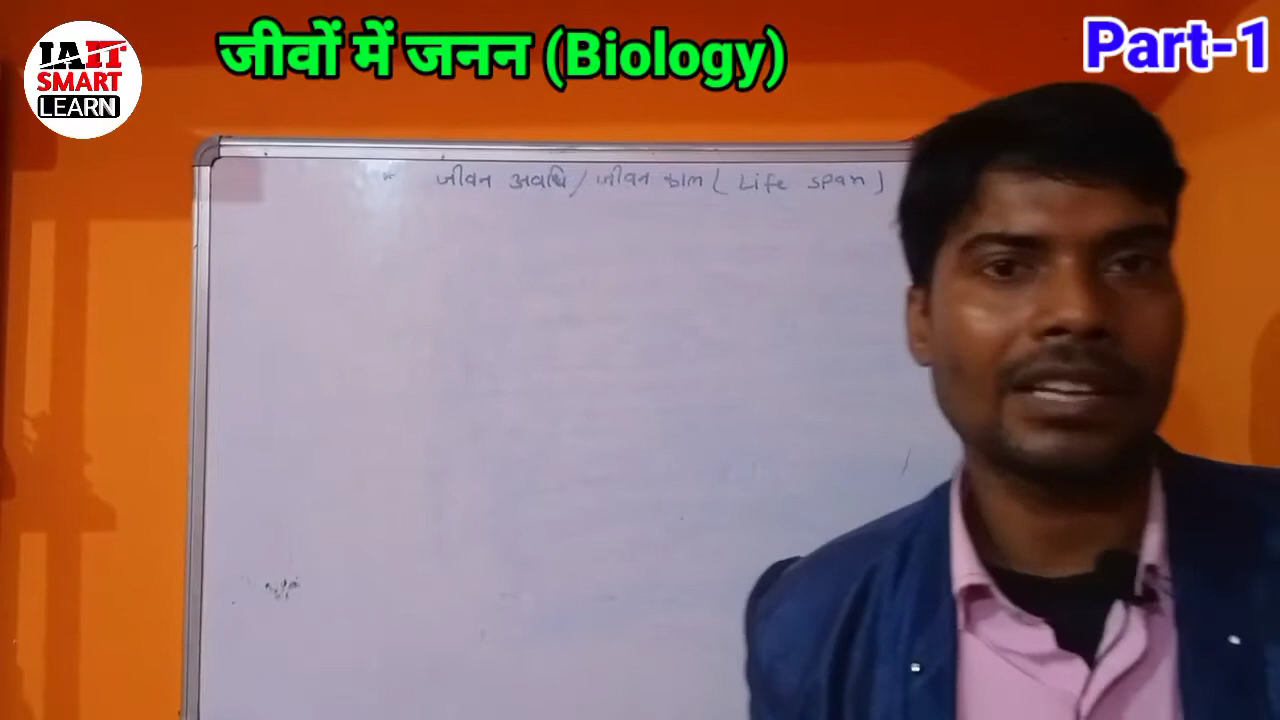 IAIT
SMART
LEARN
जीवों में जनन (Biology)
Part-1
* जीवन अवधि / जीवन काल ( Life span )